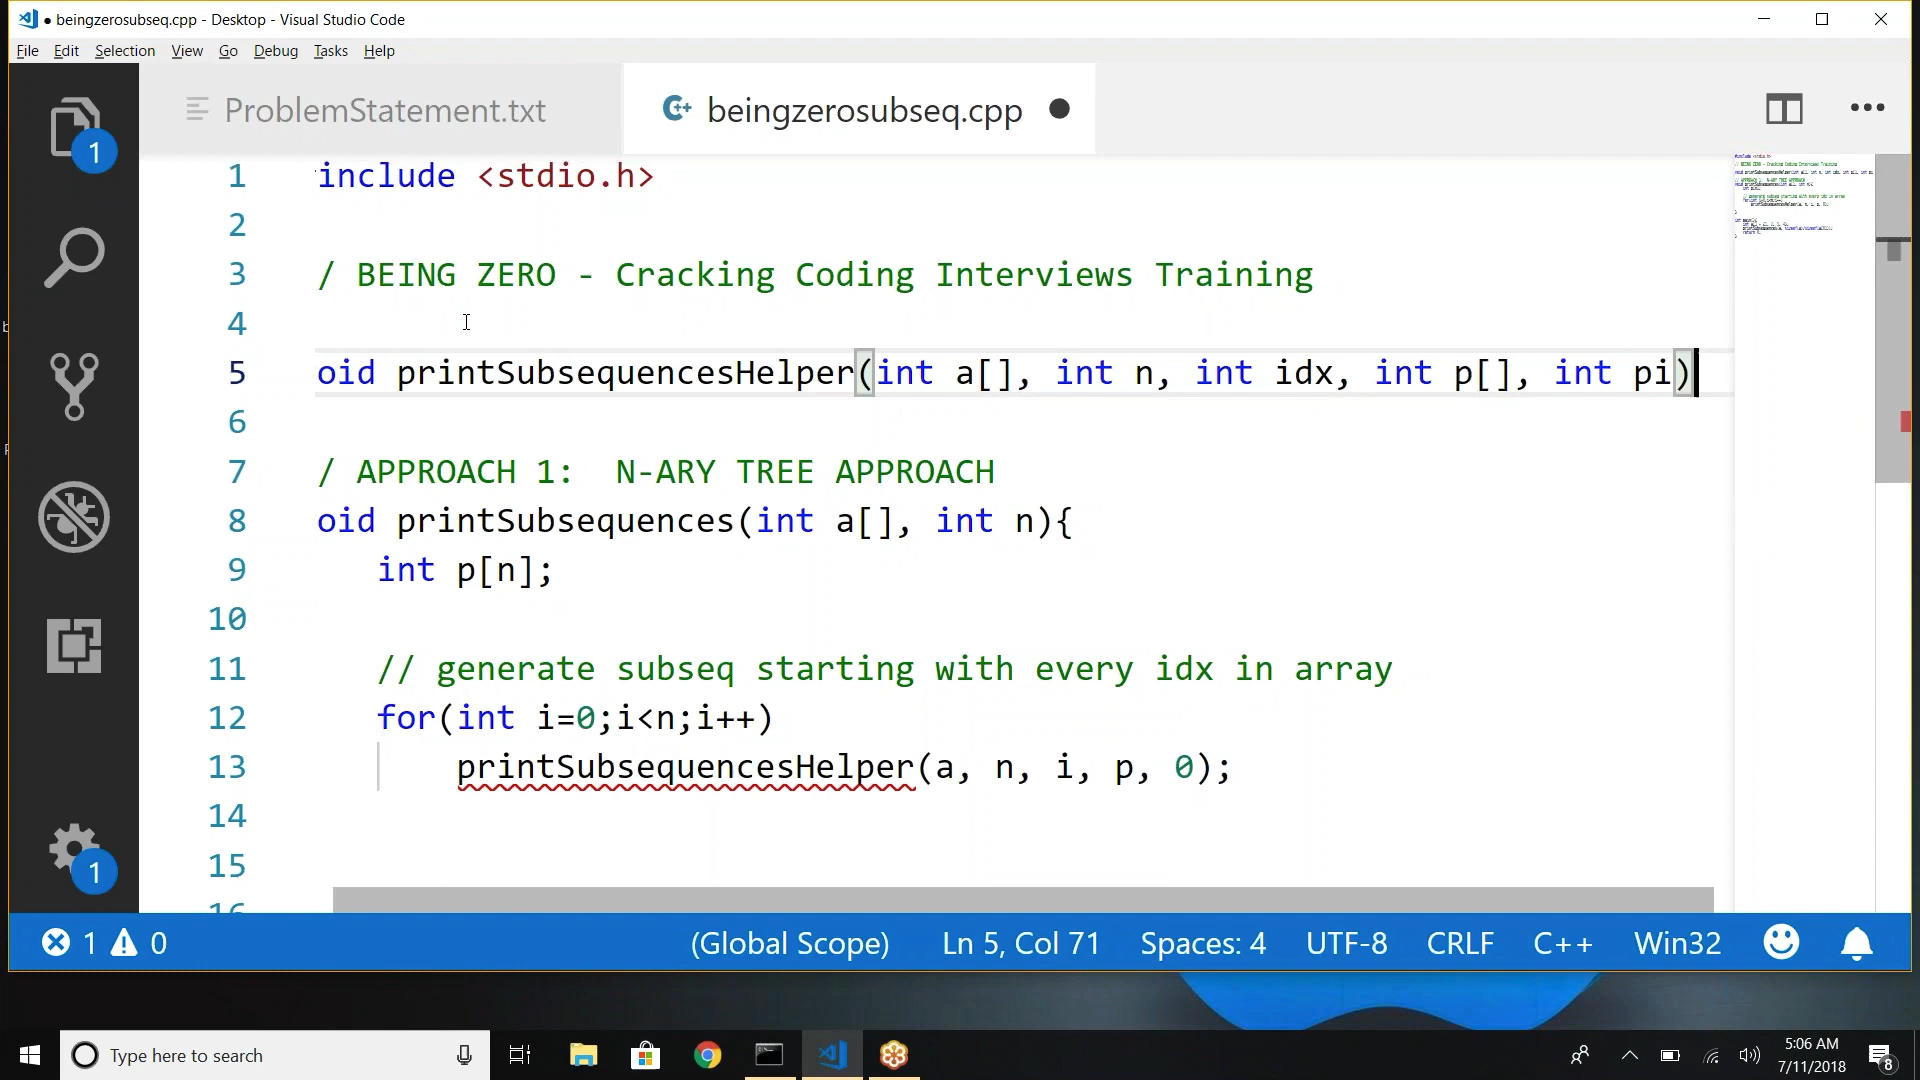 ● beingzerosubseq.cpp - Desktop - Visual Studio Code
File Edit Selection View Go Debug Tasks Help
ProblemStatement.txt beingzerosubseq.cpp
1 include <stdio.h>
2
3 / BEING ZERO - Cracking Coding Interviews Training
4
5 oid printSubsequencesHelper(int a[], int n, int idx, int p[], int pi)
6
7 / APPROACH 1:  N-ARY TREE APPROACH
8 oid printSubsequences(int a[], int n){
9 int p[n];
10
11 // generate subseq starting with every idx in array
12 for(int i=0;i<n;i++)
13 printSubsequencesHelper(a, n, i, p, 0);
14
15
16
1
1
1 0 (Global Scope) Ln 5, Col 71 Spaces: 4 UTF-8 CRLF C++ Win32
Type here to search
5:06 AM
7/11/2018
8